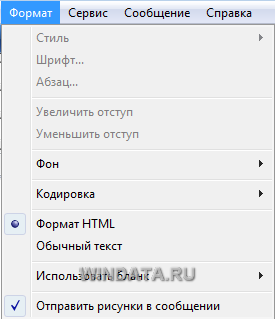 Формат Сервис Сообщение Справка
Стиль
Шрифт...
Абзац...
Увеличить отступ
Уменьшить отступ
Фон
Кодировка
Формат HTML
Обычный текст
Использовать бланк
WINDATA.RU
Отправить рисунки в сообщении